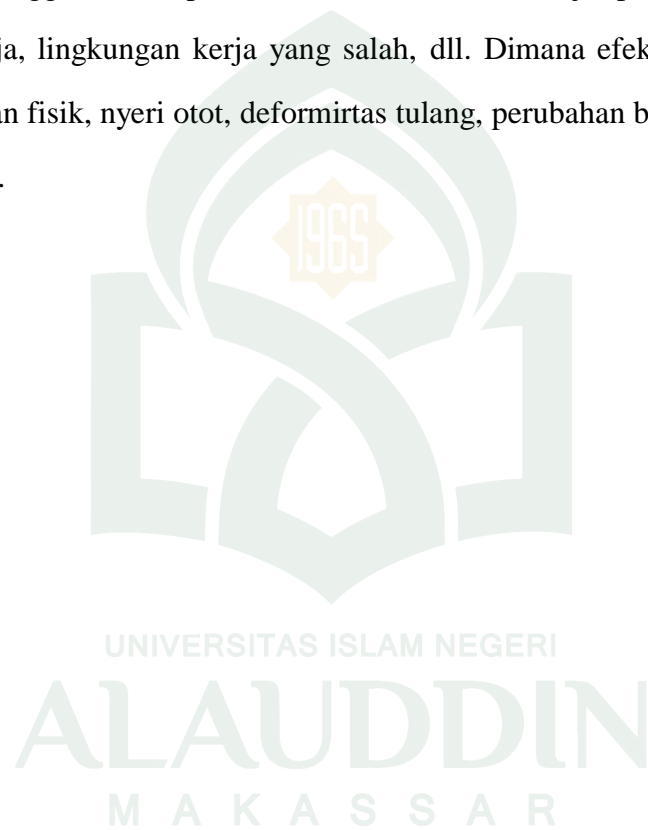 ja, lingkungan kerja yang salah, dll. Dimana efek
an fisik, nyeri otot, deformirtas tulang, perubahan b
.
1965
UNIVERSITAS ISLAM NEGERI
ALAUDDIN
MAKASSAR